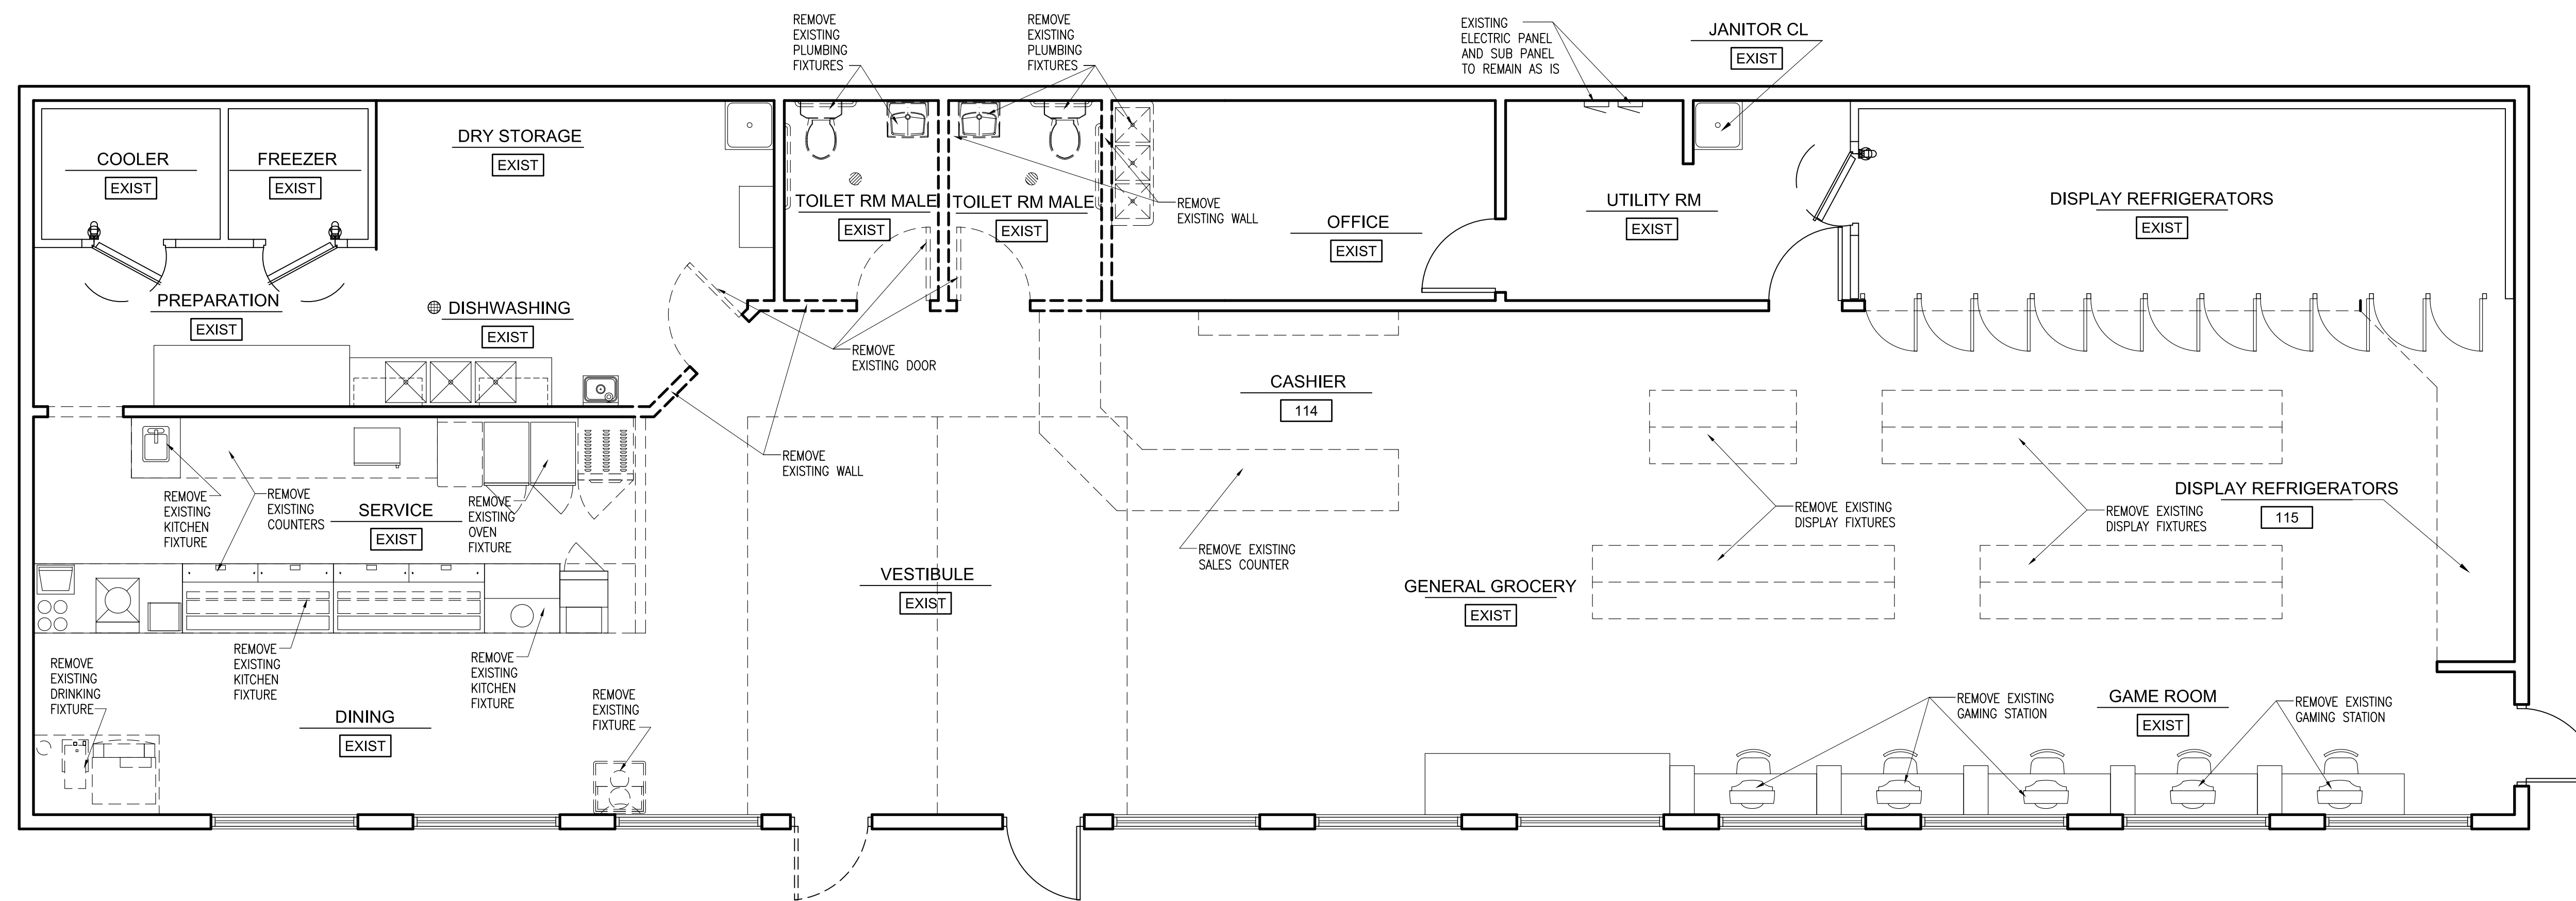 REMOVE
EXISTING
PLUMBING
FIXTURES
REMOVE
EXISTING
PLUMBING
FIXTURES
EXISTING
ELECTRIC PANEL
AND SUB PANEL
TO REMAIN AS IS
JANITOR CL
EXIST
COOLER
EXIST
FREEZER
EXIST
DRY STORAGE
EXIST
TOILET RM MALE
EXIST
TOILET RM MALE
EXIST
REMOVE
EXISTING WALL
OFFICE
EXIST
UTILITY RM
EXIST
DISPLAY REFRIGERATORS
EXIST
PREPARATION
EXIST
DISHWASHING
EXIST
REMOVE
EXISTING DOOR
CASHIER
114
REMOVE
EXISTING WALL
REMOVE
EXISTING
KITCHEN
FIXTURE
REMOVE
EXISTING
COUNTERS
SERVICE
EXIST
REMOVE
EXISTING
OVEN
FIXTURE
REMOVE EXISTING
SALES COUNTER
REMOVE EXISTING
DISPLAY FIXTURES
REMOVE EXISTING
DISPLAY FIXTURES
DISPLAY REFRIGERATORS
115
VESTIBULE
EXIST
GENERAL GROCERY
EXIST
REMOVE
EXISTING
DRINKING
FIXTURE
REMOVE
EXISTING
KITCHEN
FIXTURE
REMOVE
EXISTING
KITCHEN
FIXTURE
REMOVE
EXISTING
FIXTURE
DINING
EXIST
REMOVE EXISTING
GAMING STATION
GAME ROOM
EXIST
REMOVE EXISTING
GAMING STATION